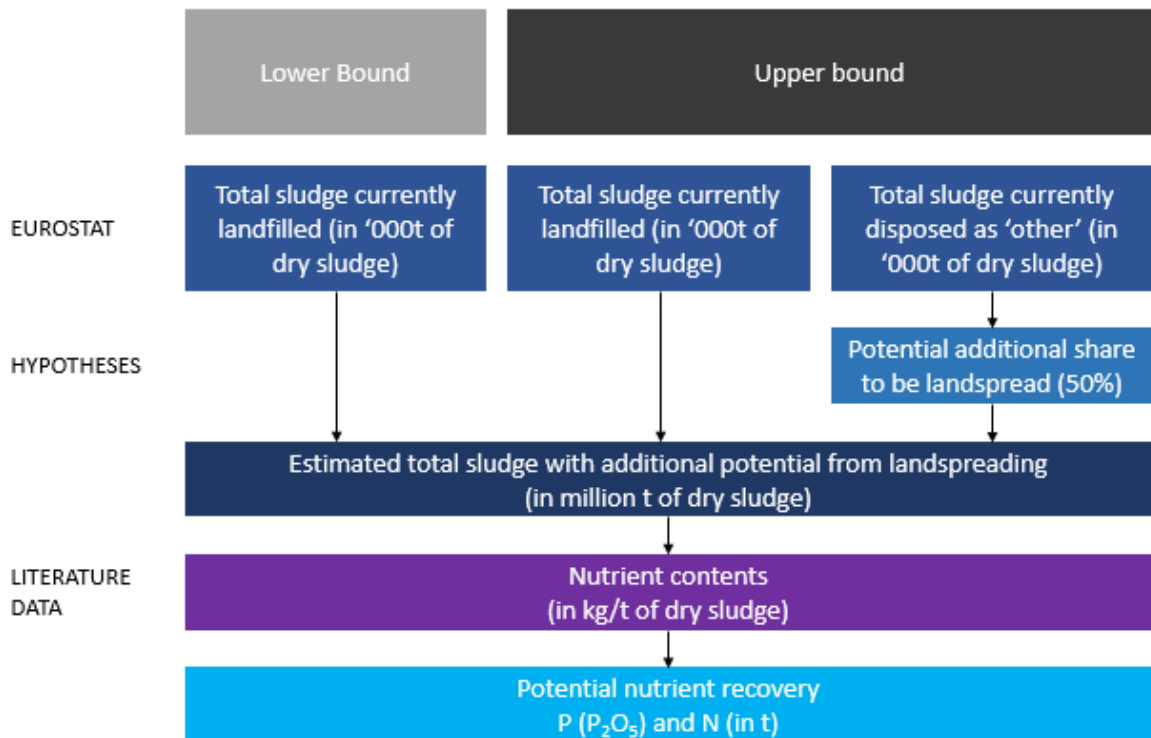 Lower Bound
Upper bound
EUROSTAT
Total sludge currently
landfilled (in ‘000t of
dry sludge)
Total sludge currently
landfilled (in ‘000t of
dry sludge)
Total sludge currently
disposed as ‘other’ (in
‘000t of dry sludge)
HYPOTHESES
Potential additional share
to be landspread (50%)
Estimated total sludge with additional potential from landspreading
(in million t of dry sludge)
LITERATURE
DATA
Nutrient contents
(in kg/t of dry sludge)
Potential nutrient recovery
P (P₂O₅) and N (in t)